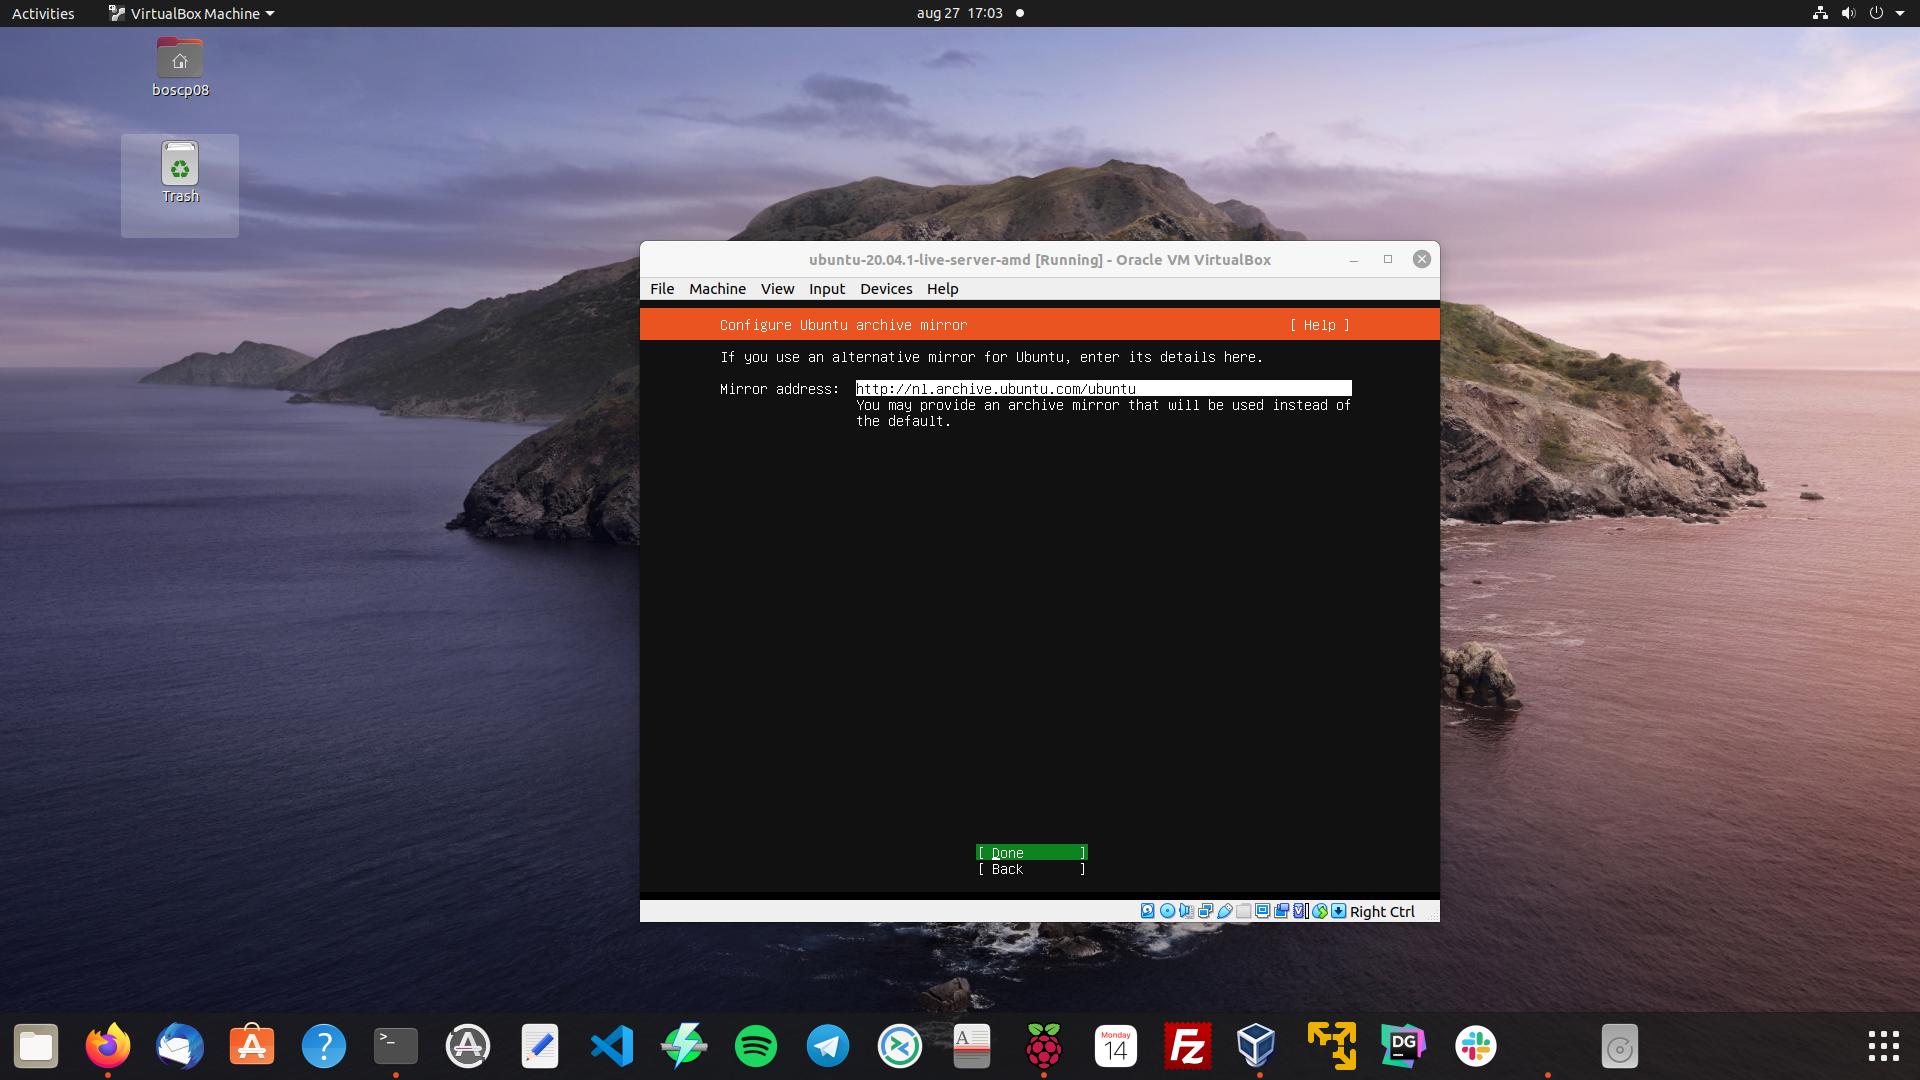 Activities
VirtualBox Machine
aug 27 17:03
boscp08
Trash
ubuntu-20.04.1-live-server-amd [Running] - Oracle VM VirtualBox
File Machine View Input Devices Help
Configure Ubuntu archive mirror [ Help ]
If you use an alternative mirror for Ubuntu, enter its details here.
Mirror address: http://nl.archive.ubuntu.com/ubuntu
You may provide an archive mirror that will be used instead of
the default.
[ Done ]
[ Back ]
Right Ctrl
Monday
14
DG
Fz
A
?
>_